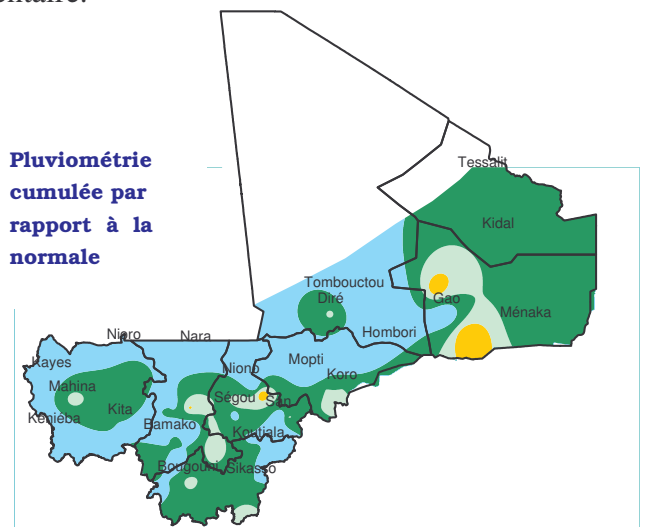 entaire.
Pluviométrie
cumulée par
rapport à la
normale
Tessalit
Kidal
Tombouctou
Diré
Gao
Ménaka
Hombori
Nioro
Nara
Kayes
Niono
Mopti
Koro
Mahina
Kita
Ségou
San
Kéniéba
Bamako
Koutiala
Bougouni
Sikasso